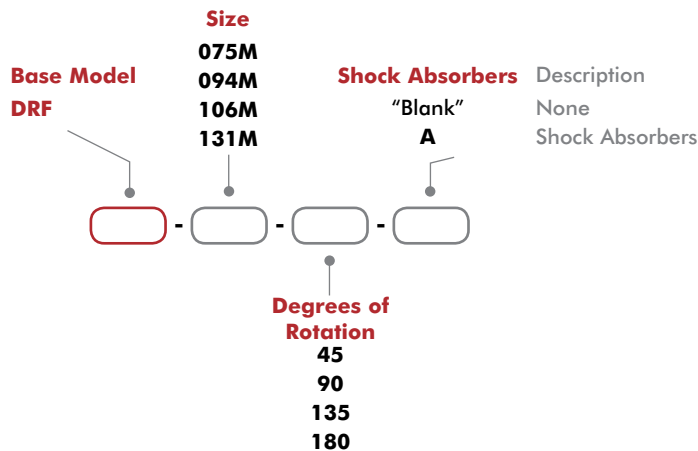 Size
075M
094M
106M
131M
Base Model
DRF
Shock Absorbers Description
“Blank” None
A Shock Absorbers
- - -
Degrees of
Rotation
45
90
135
180